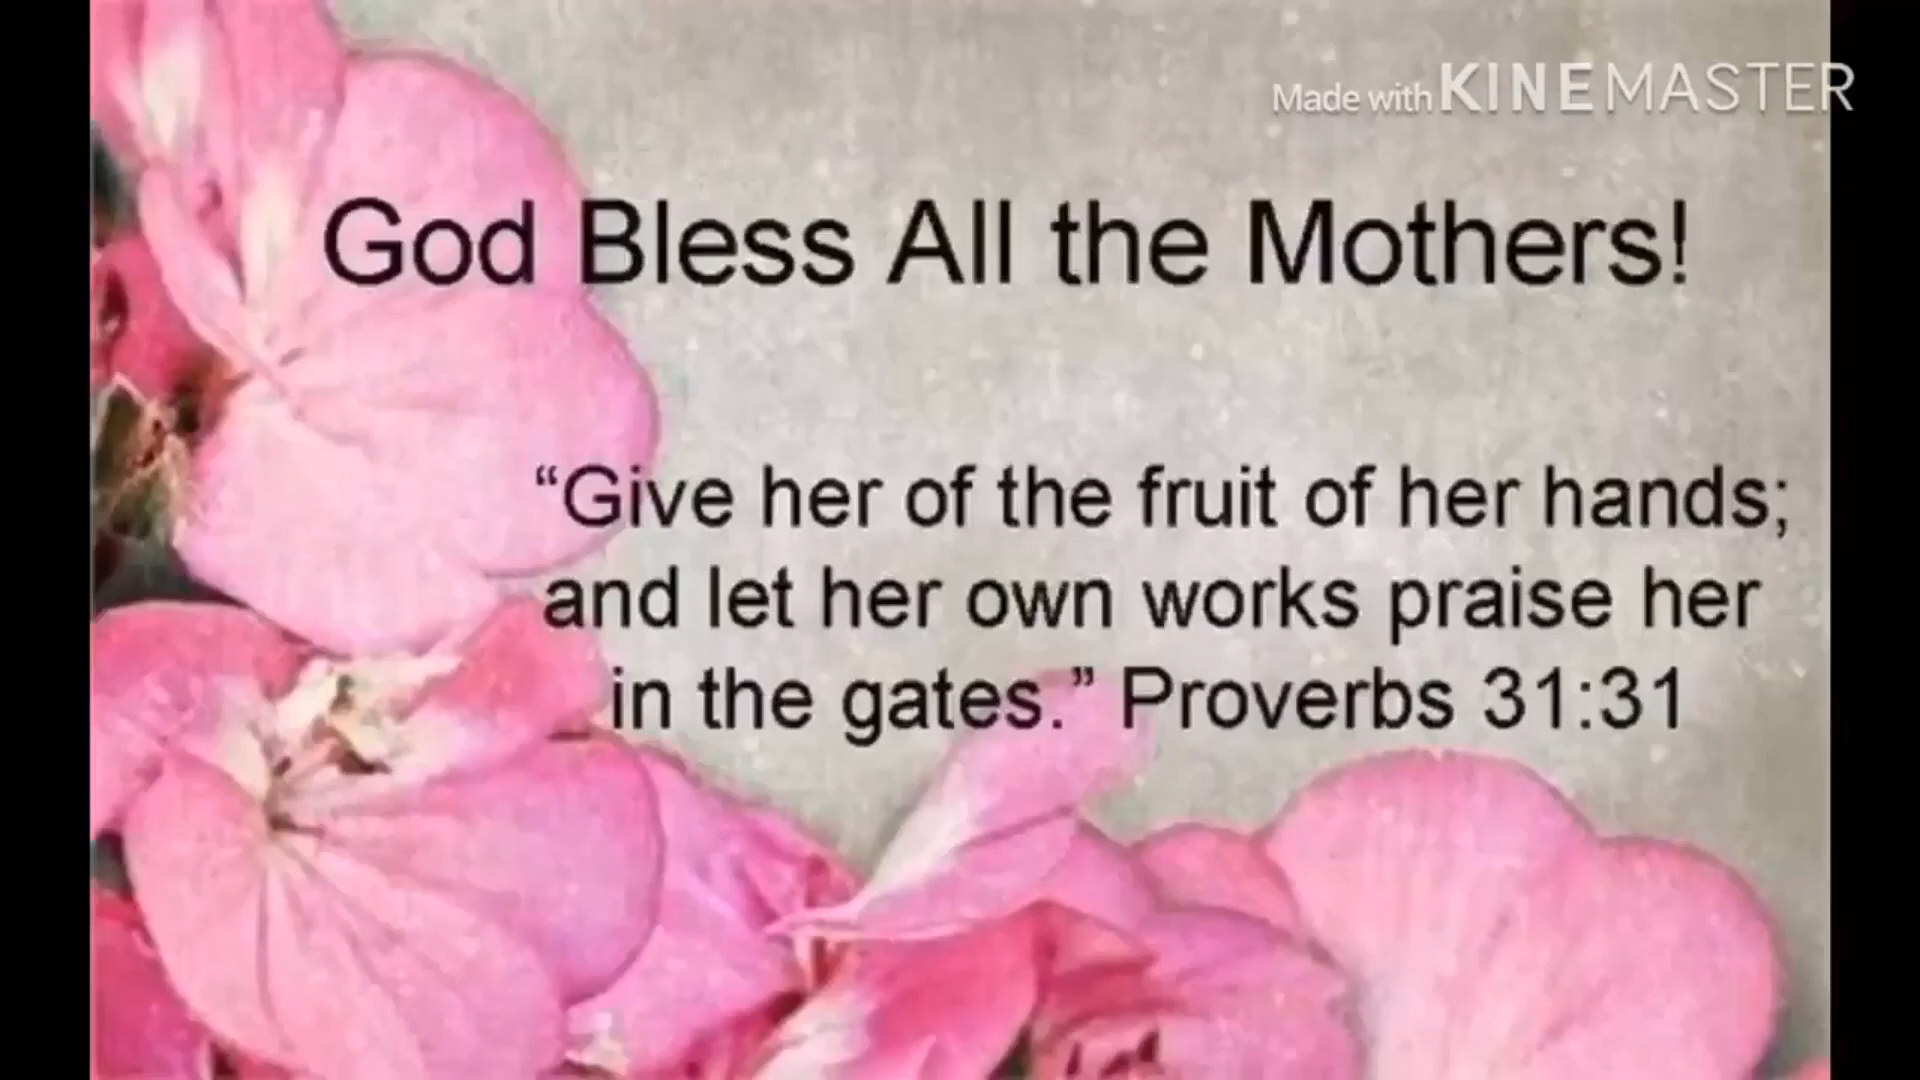 Made with KINEMASTER
God Bless All the Mothers!
“Give her of the fruit of her hands;
and let her own works praise her
in the gates.” Proverbs 31:31